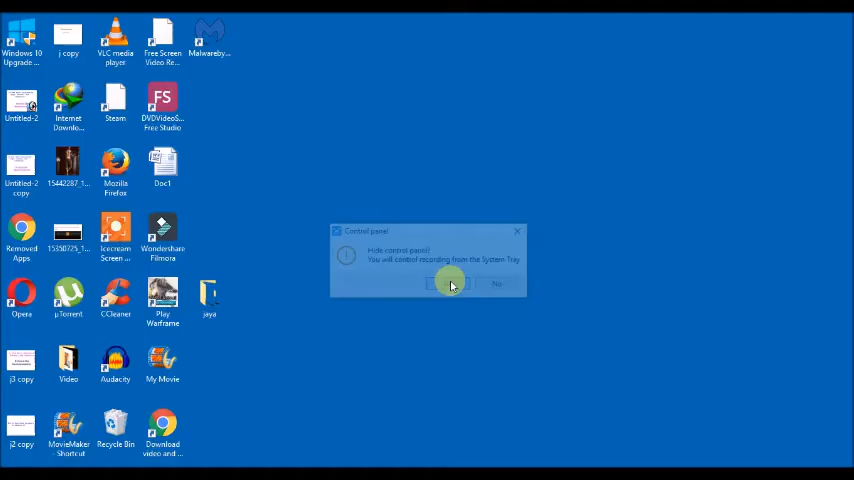 Windows 10
Upgrade ...
j copy
VLC media
player
Free Screen
Video Re...
Malwareby...
Untitled-2
Internet
Downlo...
Steam
FS
DVDVideoS...
Free Studio
Untitled-2
copy
15442287_1...
Mozilla
Firefox
Doc1
Removed
Apps
15350725_1...
Icecream
Screen ...
Wondershare
Filmora
Control panel
Hide control panel?
You will control recording from the System Tray
No
Opera
µTorrent
CCleaner
Play
Warframe
jaya
j3 copy
Video
Audacity
My Movie
j2 copy
MovieMaker
- Shortcut
Recycle Bin
Download
video and ...